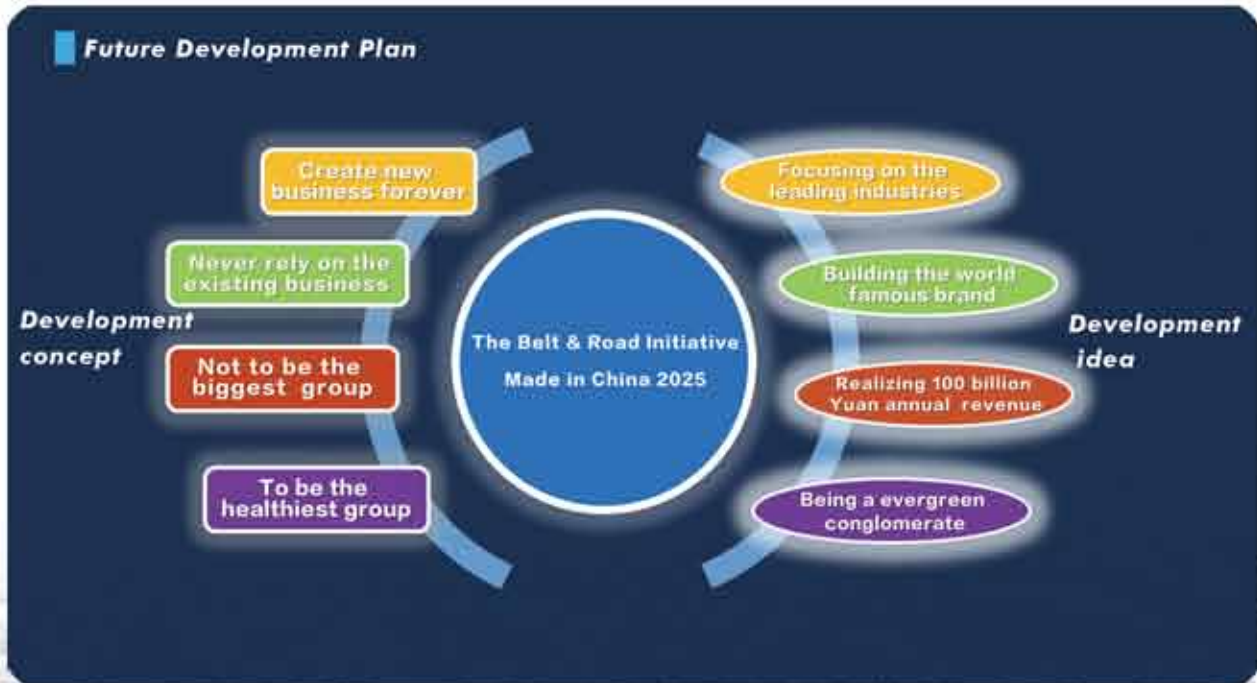 Future Development Plan
Development
concept
Create new
business forever
Never rely on the
existing business
Not to be the
biggest group
To be the
healthiest group
The Belt & Road Initiative
Made in China 2025
Focusing on the
leading industries
Building the world
famous brand
Realizing 100 billion
Yuan annual revenue
Being a evergreen
conglomerate
Development
idea